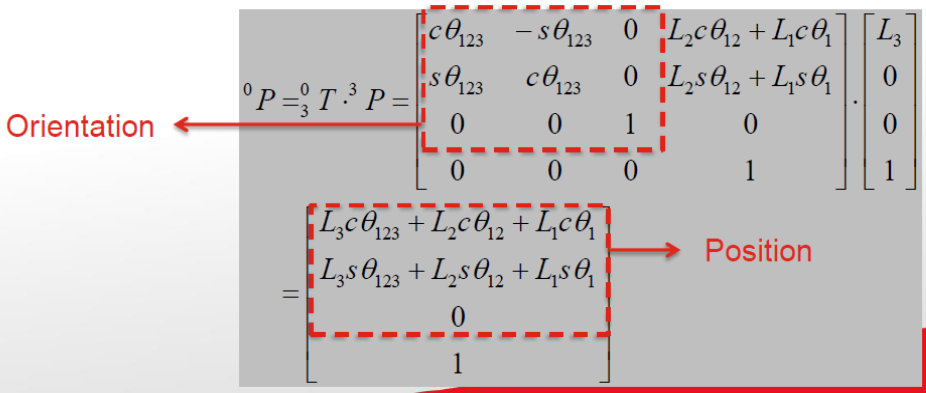 cθ₁₂₃ −sθ₁₂₃ 0 L₂cθ₁₂ + L₁cθ₁ L₃
sθ₁₂₃ cθ₁₂₃ 0 L₂sθ₁₂ + L₁sθ₁ 0
⁰P = ⁰₃T · ³P = ·
0 0 1 0 0
0 0 0 1 1
Orientation
L₃cθ₁₂₃ + L₂cθ₁₂ + L₁cθ₁
L₃sθ₁₂₃ + L₂sθ₁₂ + L₁sθ₁
Position
=
0
1